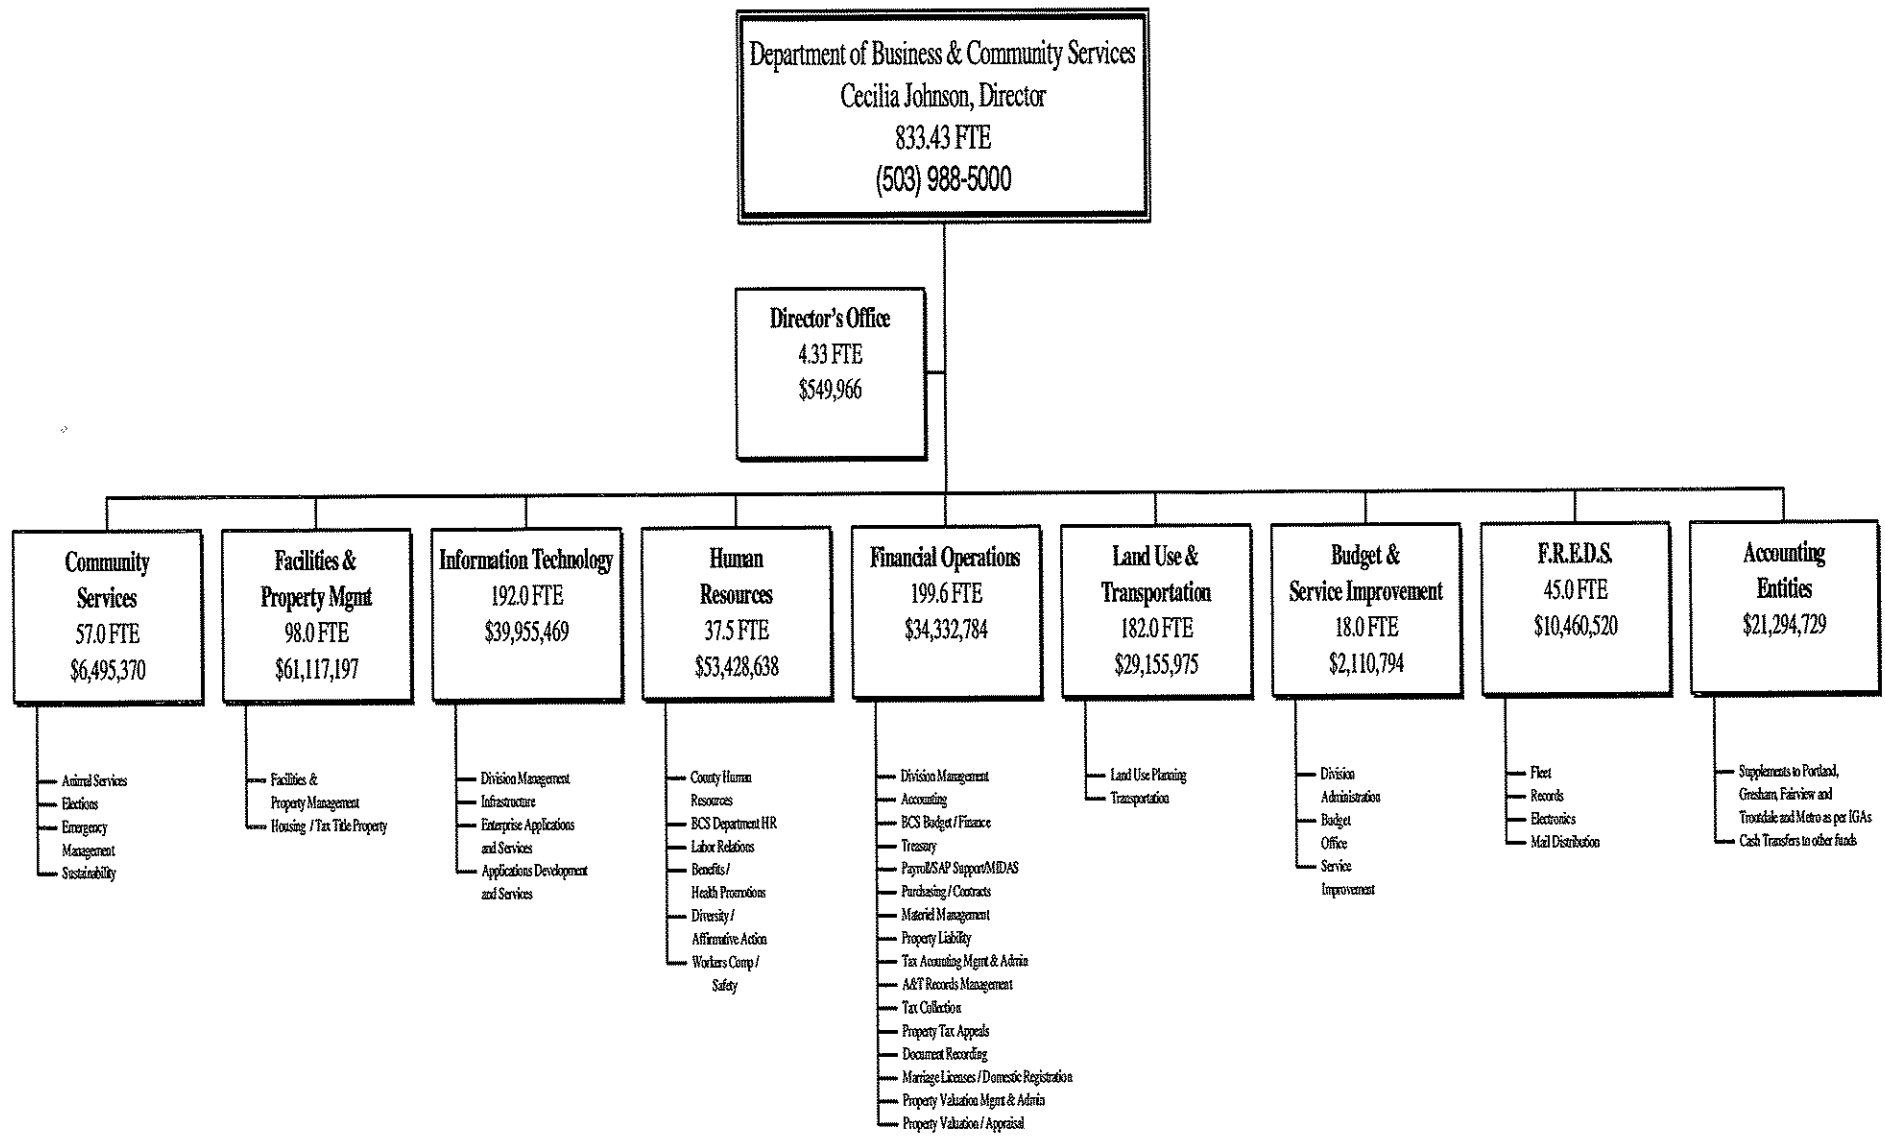 Department of Business & Community Services
Cecilia Johnson, Director
833.43 FTE
(503) 988-5000
Director's Office
4.33 FTE
$549,966
Community
Services
57.0 FTE
$6,495,370
Animal Services
Elections
Emergency
Management
Sustainability
Facilities &
Property Mgmt
98.0 FTE
$61,117,197
Facilities &
Property Management
Housing / Tax Title Property
Information Technology
192.0 FTE
$39,955,469
Division Management
Infrastructure
Enterprise Applications
and Services
Applications Development
and Services
Human
Resources
37.5 FTE
$53,428,638
County Human
Resources
BCS Department HR
Labor Relations
Benefits /
Health Promotions
Diversity /
Affirmative Action
Workers Comp /
Safety
Financial Operations
199.6 FTE
$34,332,784
Division Management
Accounting
BCS Budget / Finance
Treasury
Payroll/SAP Support/MIDAS
Purchasing / Contracts
Materiel Management
Property Liability
Tax Acounting Mgmt & Admin
A&T Records Management
Tax Collection
Property Tax Appeals
Document Recording
Marriage Licenses / Domestic Registration
Property Valuation Mgmt & Admin
Property Valuation / Appraisal
Land Use &
Transportation
182.0 FTE
$29,155,975
Land Use Planning
Transportation
Budget &
Service Improvement
18.0 FTE
$2,110,794
Division
Administration
Budget
Office
Service
Improvement
F.R.E.D.S.
45.0 FTE
$10,460,520
Fleet
Records
Electronics
Mail Distribution
Accounting
Entities
$21,294,729
Supplements to Portland,
Gresham, Fairview and
Trootdale and Metro as per IGAs
Cash Transfers to other funds